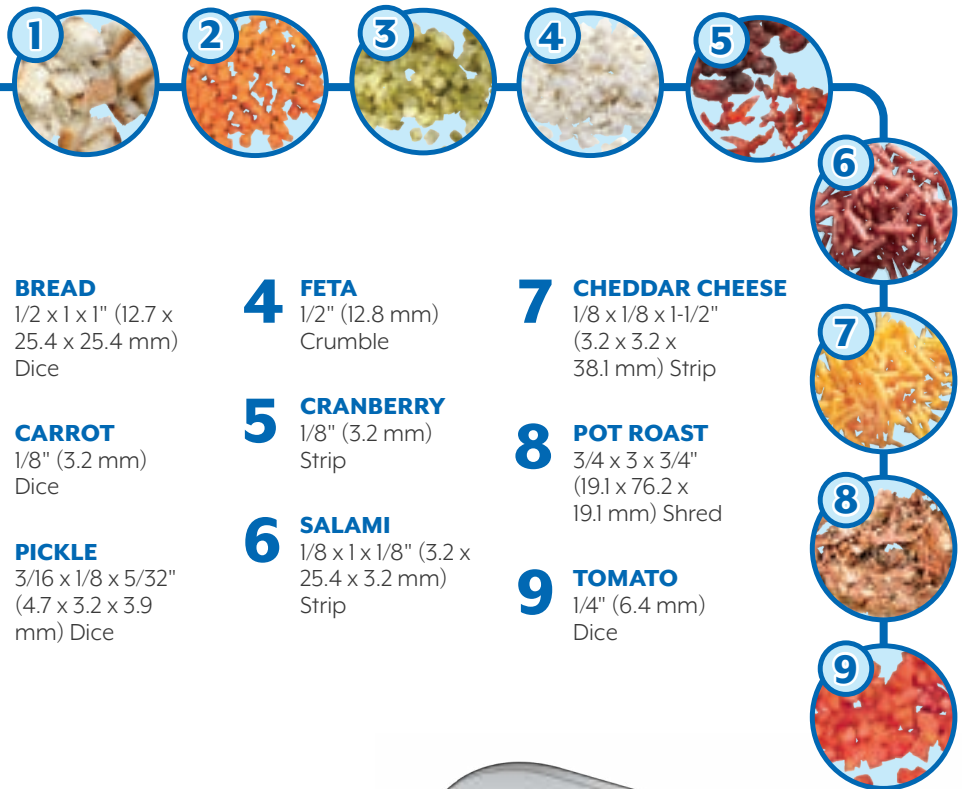 1
2
3
4
5
6
7
8
9
BREAD
1/2 x 1 x 1" (12.7 x
25.4 x 25.4 mm)
Dice
CARROT
1/8" (3.2 mm)
Dice
PICKLE
3/16 x 1/8 x 5/32"
(4.7 x 3.2 x 3.9
mm) Dice
4 FETA
1/2" (12.8 mm)
Crumble
5 CRANBERRY
1/8" (3.2 mm)
Strip
6 SALAMI
1/8 x 1 x 1/8" (3.2 x
25.4 x 3.2 mm)
Strip
7 CHEDDAR CHEESE
1/8 x 1/8 x 1-1/2"
(3.2 x 3.2 x
38.1 mm) Strip
8 POT ROAST
3/4 x 3 x 3/4"
(19.1 x 76.2 x
19.1 mm) Shred
9 TOMATO
1/4" (6.4 mm)
Dice